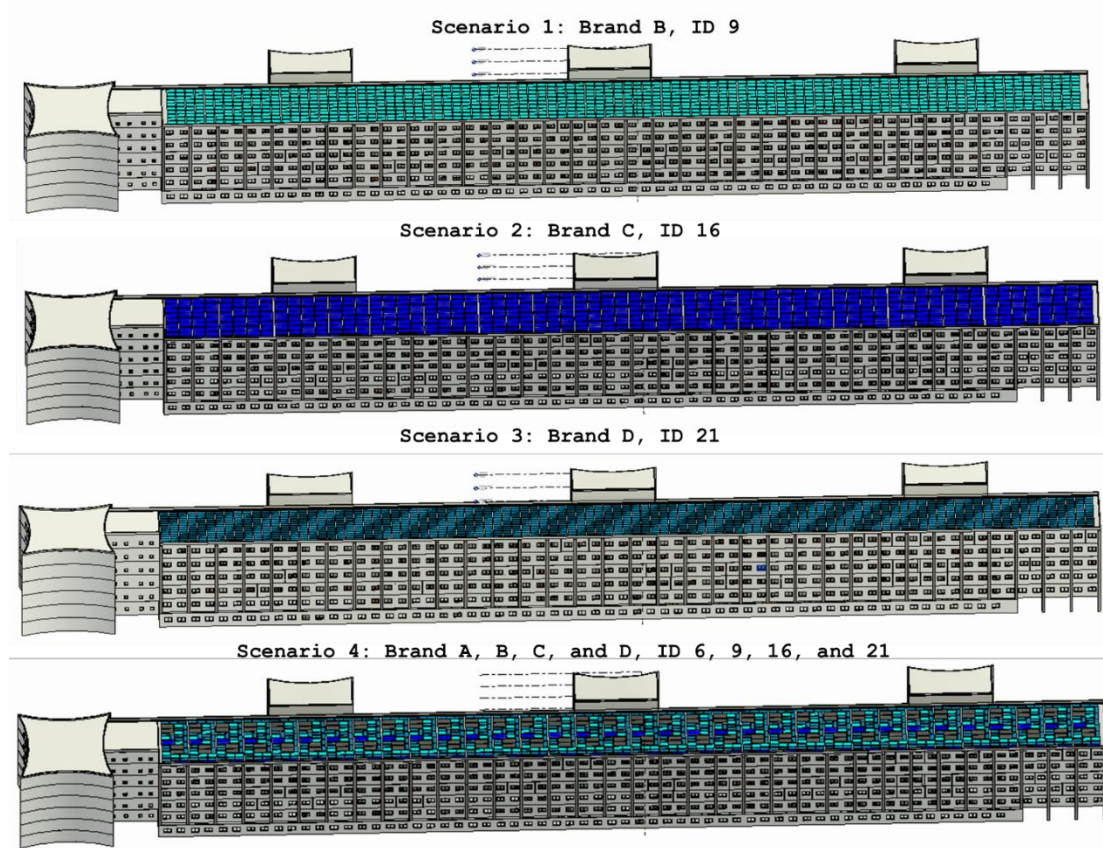 Scenario 1: Brand B, ID 9
Scenario 2: Brand C, ID 16
Scenario 3: Brand D, ID 21
Scenario 4: Brand A, B, C, and D, ID 6, 9, 16, and 21